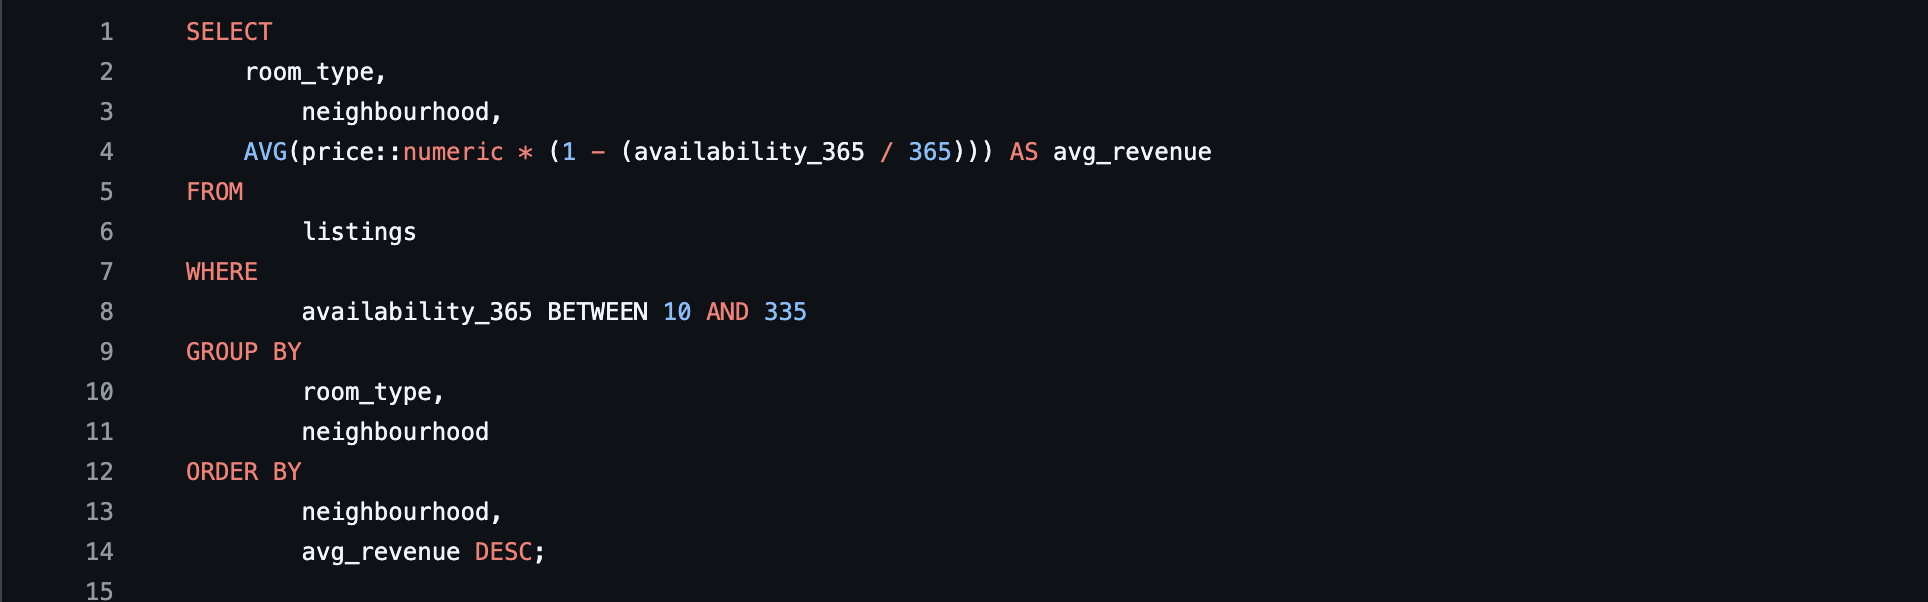 1 SELECT
2 room_type,
3 neighbourhood,
4 AVG(price::numeric * (1 - (availability_365 / 365))) AS avg_revenue
5 FROM
6 listings
7 WHERE
8 availability_365 BETWEEN 10 AND 335
9 GROUP BY
10 room_type,
11 neighbourhood
12 ORDER BY
13 neighbourhood,
14 avg_revenue DESC;
15